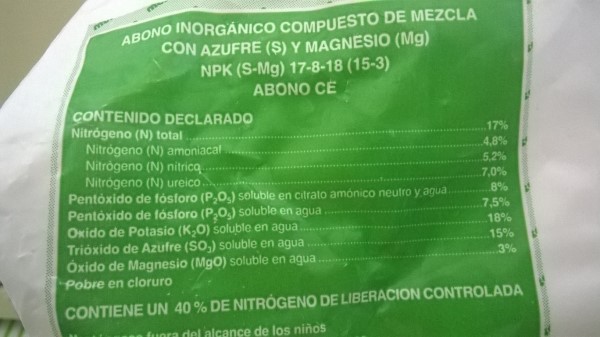 ABONO INORGÁNICO COMPUESTO DE MEZCLA
CON AZUFRE (S) Y MAGNESIO (Mg)
NPK (S-Mg) 17-8-18 (15-3)
ABONO CE
CONTENIDO DECLARADO
Nitrógeno (N) total 17%
Nitrógeno (N) amoniacal 4,8%
Nitrógeno (N) nitrico 5,2%
Nitrógeno (N) ureico 7,0%
Pentóxido de fósforo (P₂O₅) soluble en citrato amónico neutro y agua 8%
Pentóxido de fósforo (P₂O₅) soluble en agua 7,5%
Oxido de Potasio (K₂O) soluble en agua 18%
Trióxido de Azufre (SO₃) soluble en agua 15%
Óxido de Magnesio (MgO) soluble en agua 3%
Pobre en cloruro
CONTIENE UN 40 % DE NITRÓGENO DE LIBERACION CONTROLADA
fuera del alcance de los niños